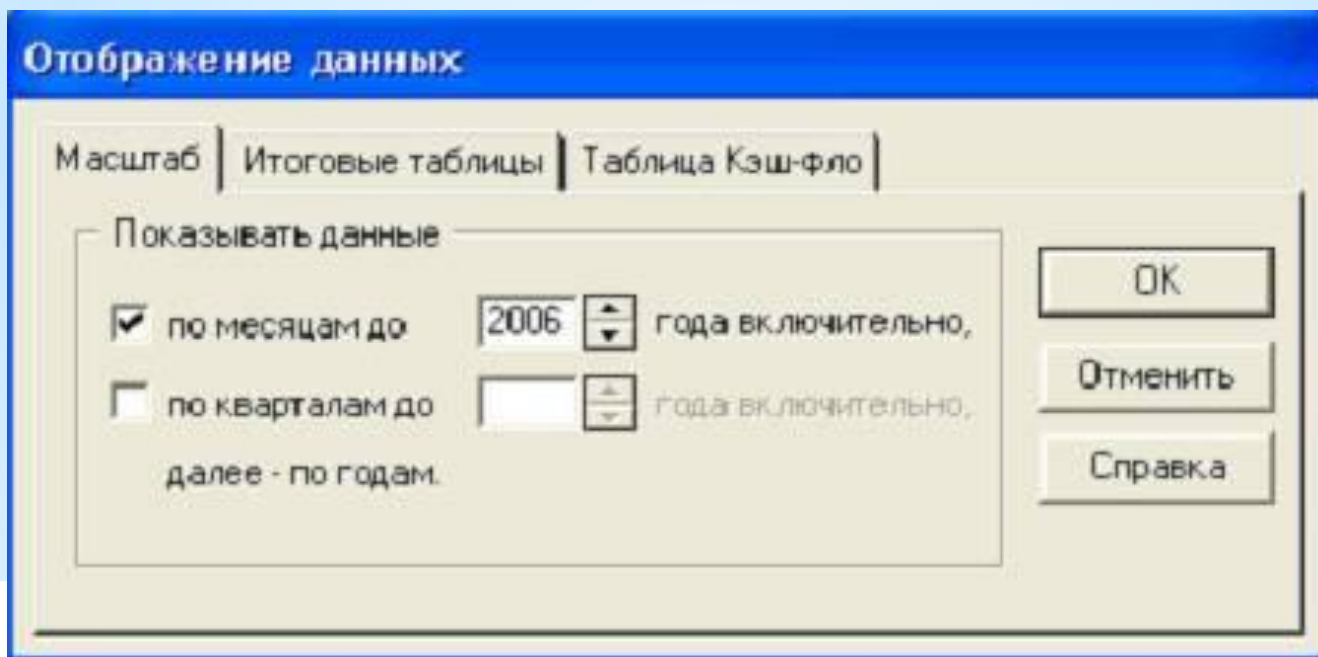 Отображение данных
Масштаб Итоговые таблицы Таблица Кэш-фло
Показывать данные
по месяцам до 2006 года включительно,
по кварталам до года включительно,
далее - по годам.
OK
Отменить
Справка